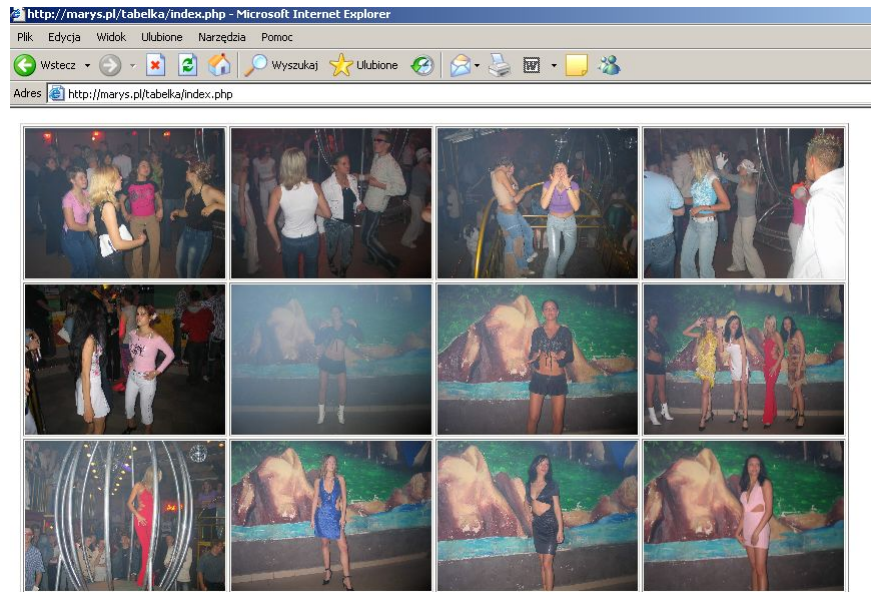 http://marys.pl/tabelka/index.php - Microsoft Internet Explorer
Plik Edycja Widok Ulubione Narzędzia Pomoc
Wstecz Wyszukaj Ulubione
Adres http://marys.pl/tabelka/index.php